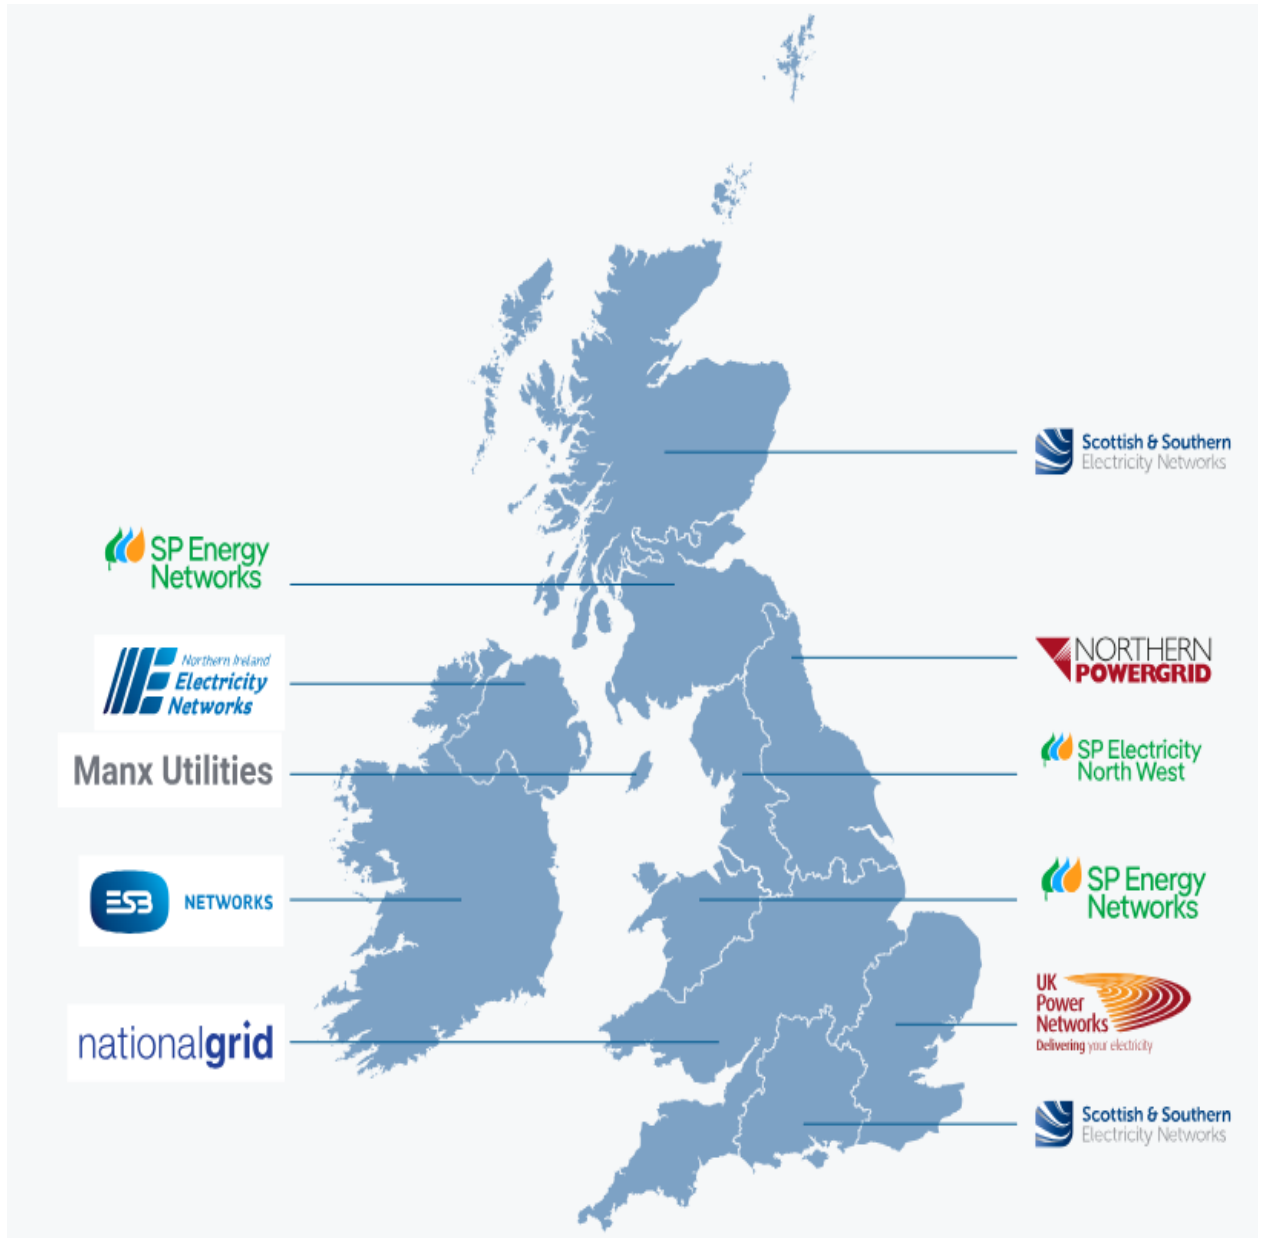 Scottish & Southern
Electricity Networks
SP Energy
Networks
Northern Ireland
Electricity
Networks
NORTHERN
POWERGRID
Manx Utilities
SP Electricity
North West
ESB
NETWORKS
SP Energy
Networks
nationalgrid
UK
Power
Networks
Delivering your electricity
Scottish & Southern
Electricity Networks